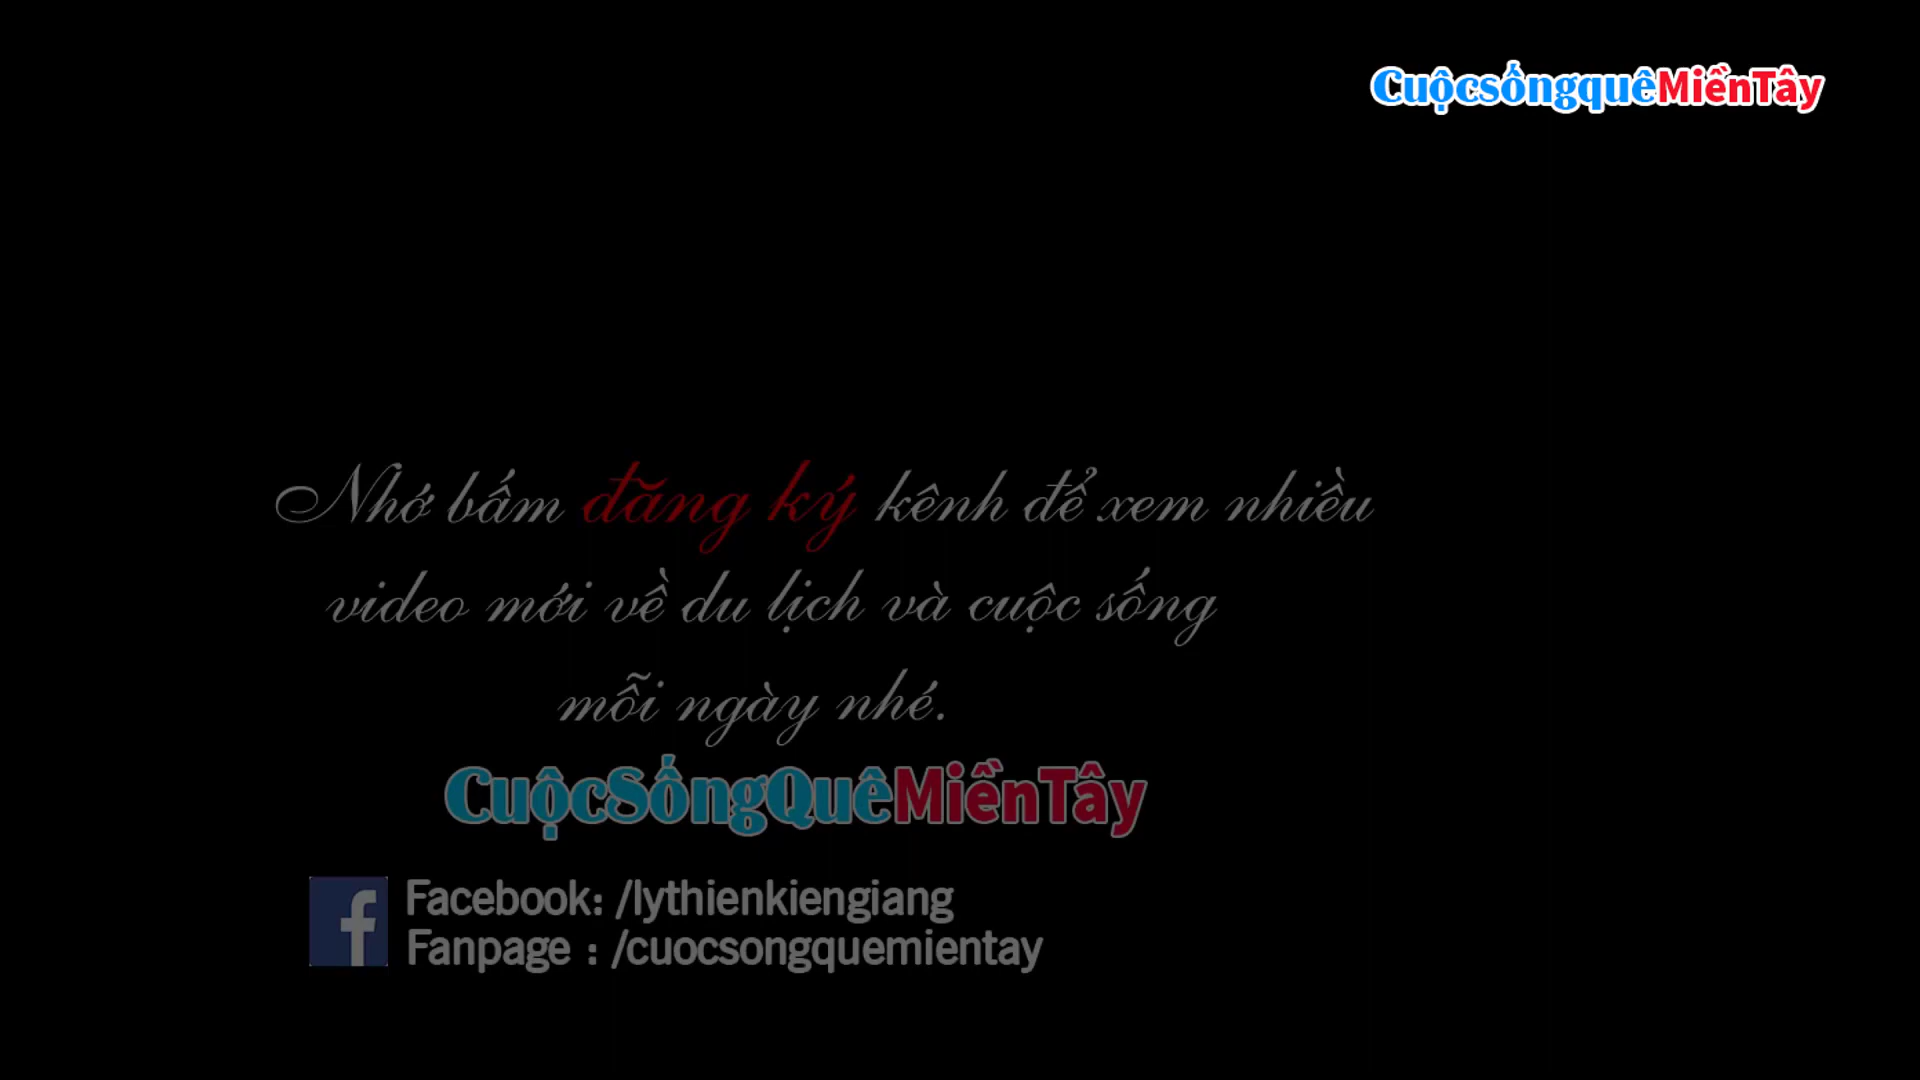 CuộcsốngquêMiềnTây
Nhớ bấm đăng ký kênh để xem nhiều
video mới về du lịch và cuộc sống
mỗi ngày nhé.
CuộcSốngQuêMiềnTây
Facebook: /lythienkiengiang
Fanpage : /cuocsongquemientay